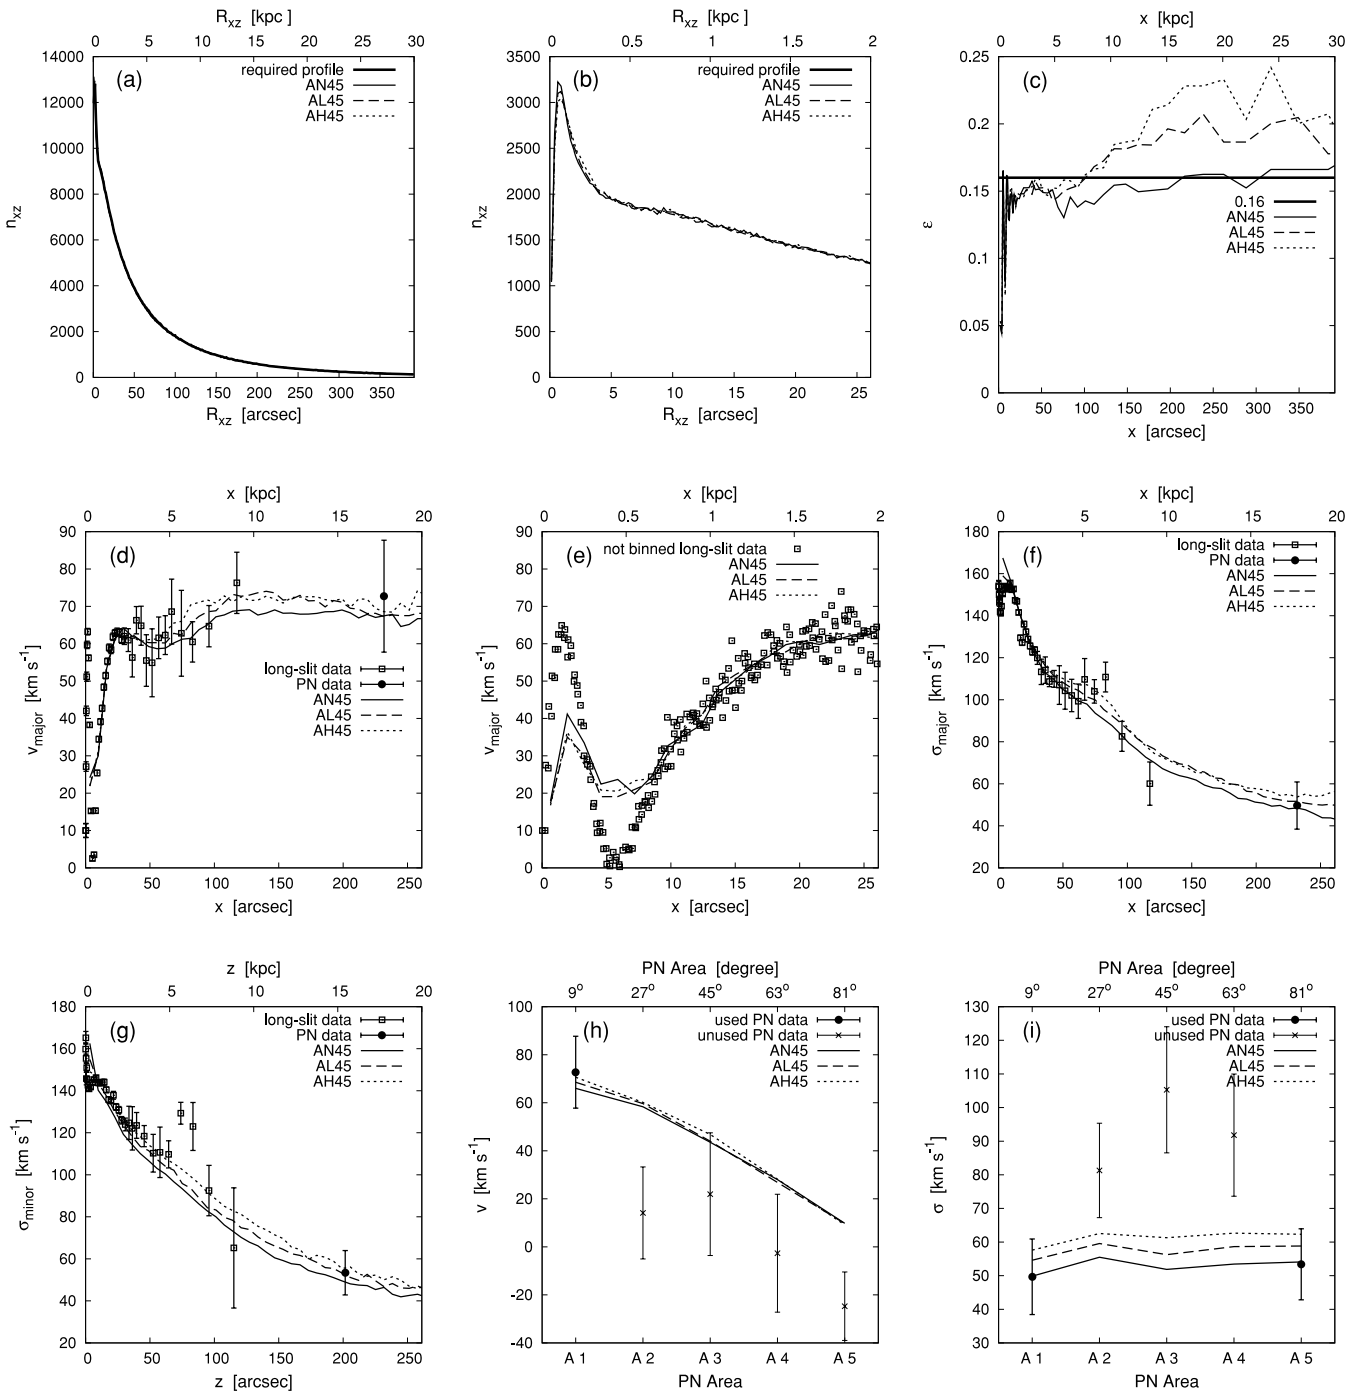 R_xz [kpc]
0 5 10 15 20 25 30
(a)
required profile
AN45
AL45
AH45
n_xz
14000
12000
10000
8000
6000
4000
2000
0
0 50 100 150 200 250 300 350
R_xz [arcsec]
R_xz [kpc]
0 0.5 1 1.5 2
(b)
required profile
AN45
AL45
AH45
n_xz
3500
3000
2500
2000
1500
1000
500
0
0 5 10 15 20 25
R_xz [arcsec]
x [kpc]
0 5 10 15 20 25 30
(c)
0.16
AN45
AL45
AH45
ε
0.25
0.2
0.15
0.1
0.05
0
0 50 100 150 200 250 300 350
x [arcsec]
x [kpc]
0 5 10 15 20
(d)
long-slit data
PN data
AN45
AL45
AH45
v_major [km s⁻¹]
90
80
70
60
50
40
30
20
10
0
0 50 100 150 200 250
x [arcsec]
x [kpc]
0 0.5 1 1.5 2
(e)
not binned long-slit data
AN45
AL45
AH45
v_major [km s⁻¹]
90
80
70
60
50
40
30
20
10
0
0 5 10 15 20 25
x [arcsec]
x [kpc]
0 5 10 15 20
(f)
long-slit data
PN data
AN45
AL45
AH45
σ_major [km s⁻¹]
180
160
140
120
100
80
60
40
20
0 50 100 150 200 250
x [arcsec]
z [kpc]
0 5 10 15 20
(g)
long-slit data
PN data
AN45
AL45
AH45
σ_minor [km s⁻¹]
180
160
140
120
100
80
60
40
20
0 50 100 150 200 250
z [arcsec]
PN Area [degree]
9° 27° 45° 63° 81°
(h)
used PN data
unused PN data
AN45
AL45
AH45
v [km s⁻¹]
100
80
60
40
20
0
-20
-40
A 1 A 2 A 3 A 4 A 5
PN Area
PN Area [degree]
9° 27° 45° 63° 81°
(i)
used PN data
unused PN data
AN45
AL45
AH45
σ [km s⁻¹]
130
120
110
100
90
80
70
60
50
40
30
A 1 A 2 A 3 A 4 A 5
PN Area